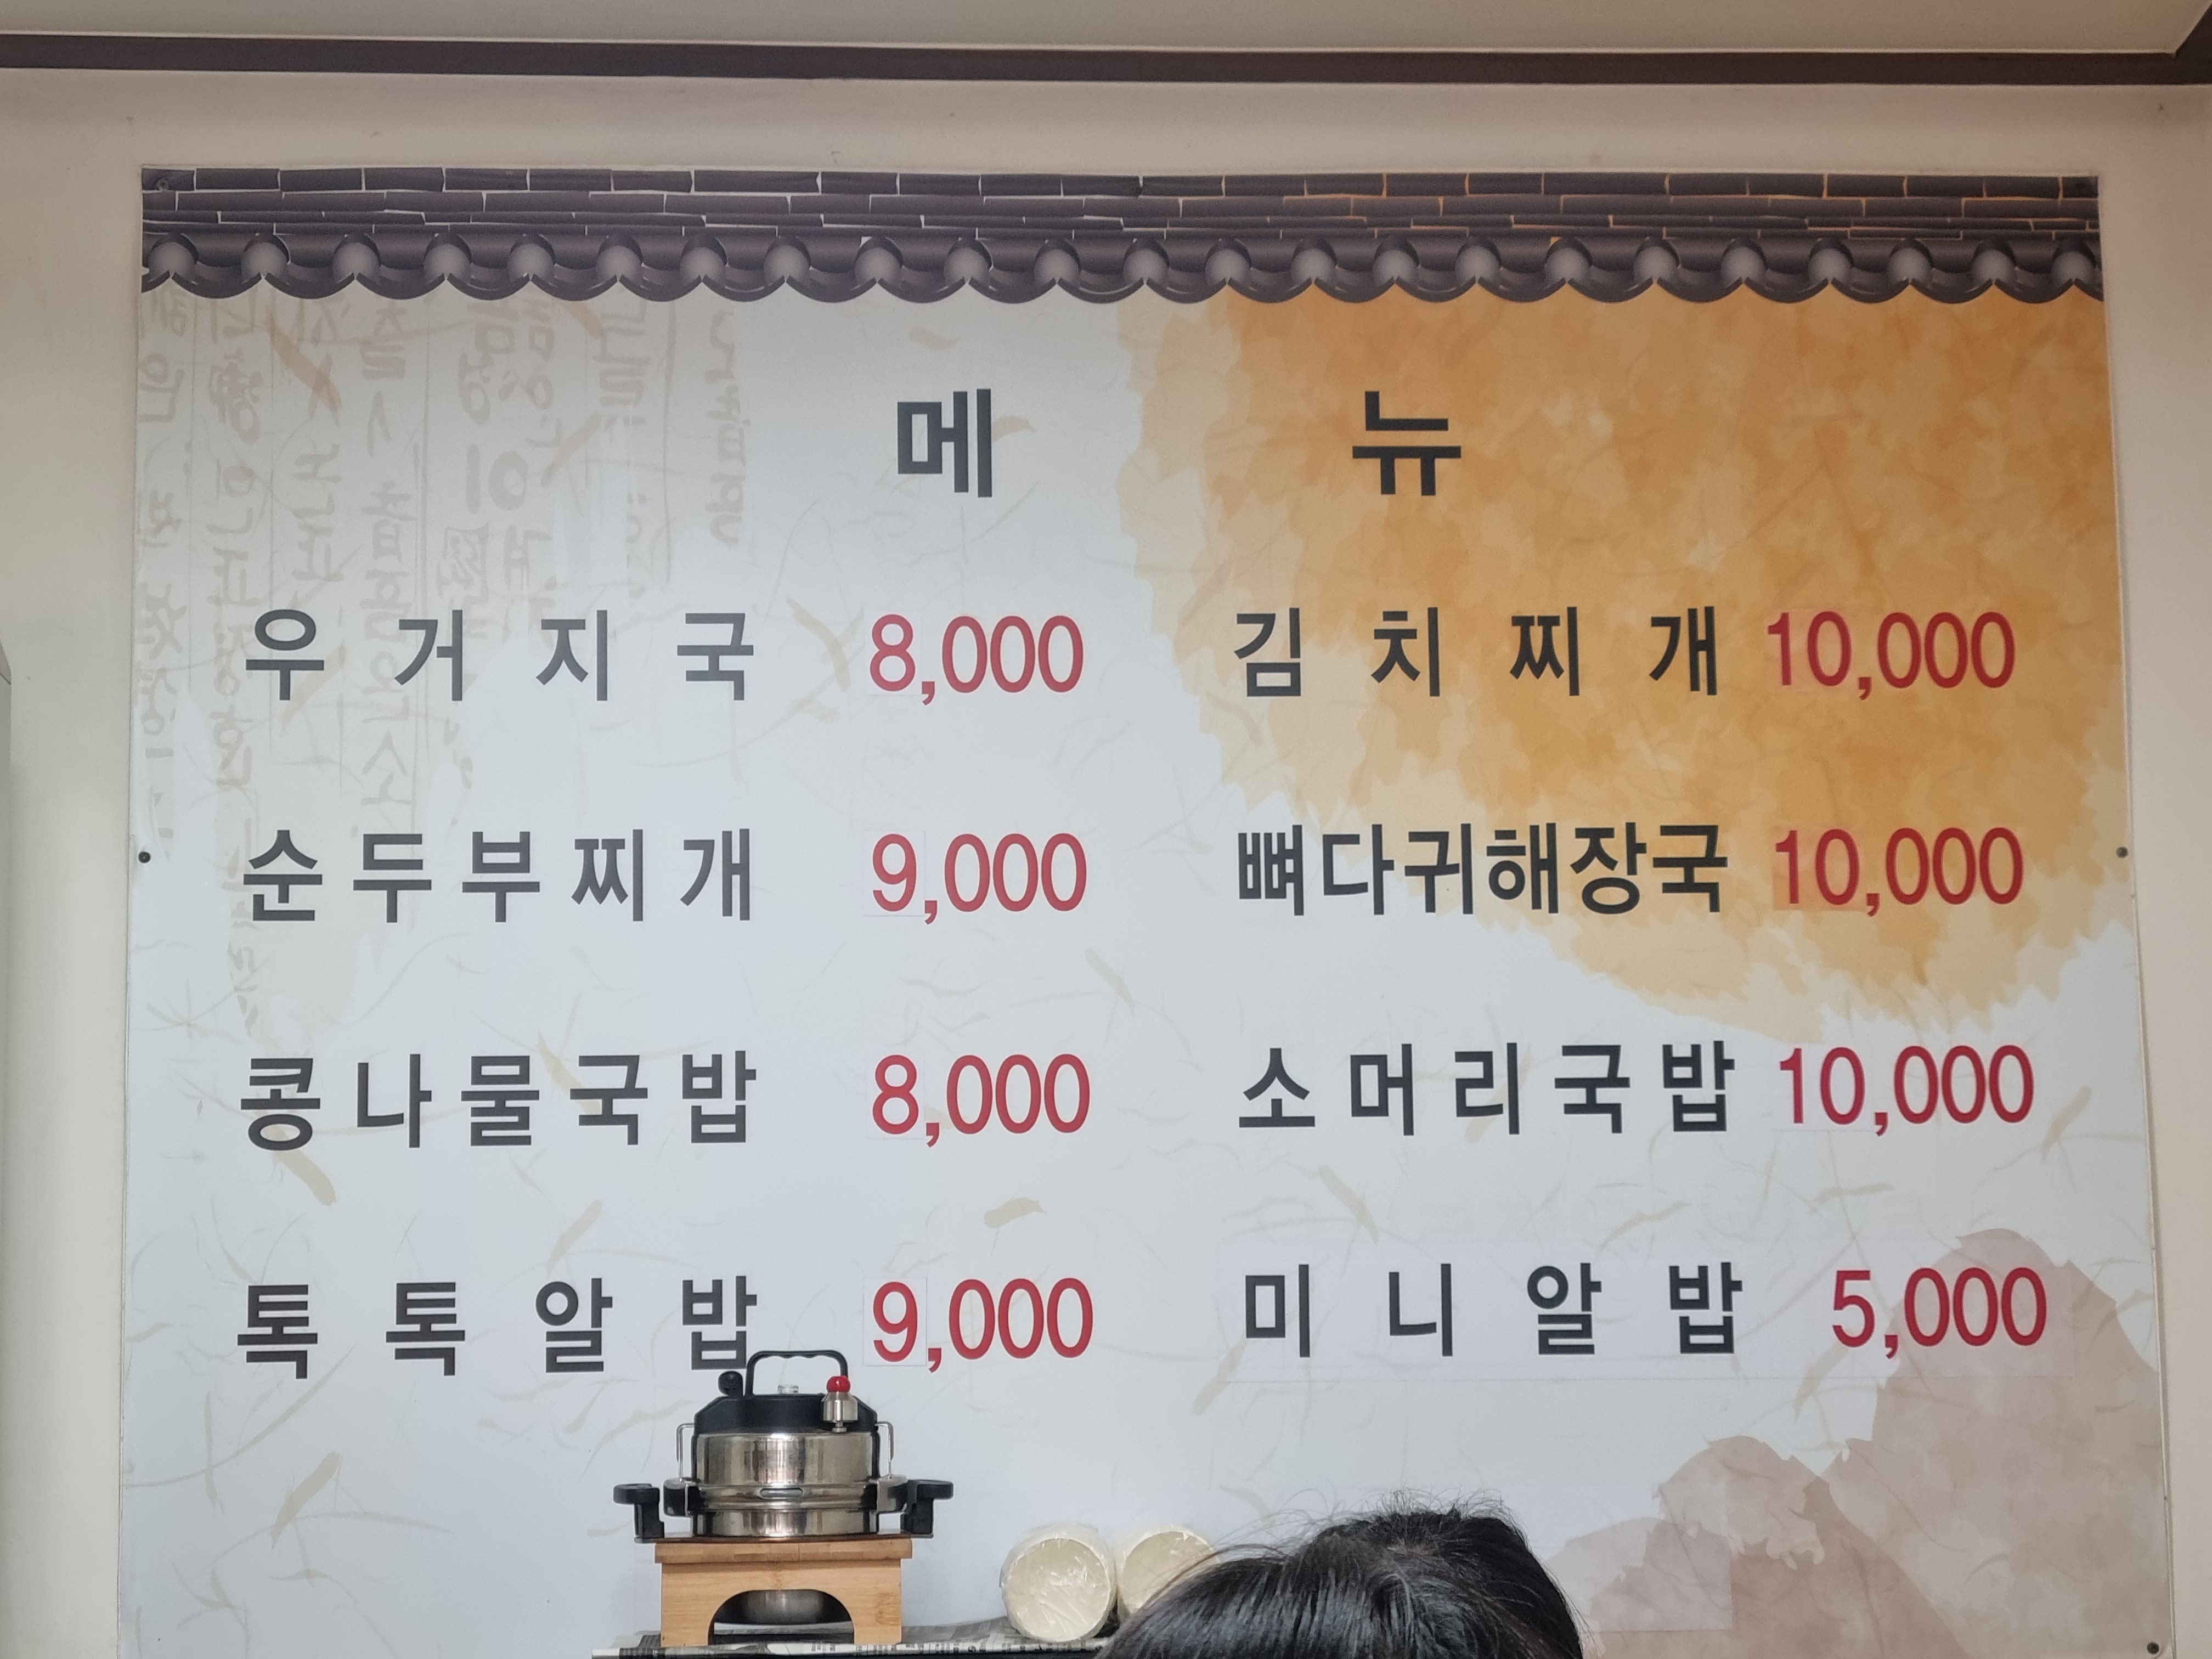 메 뉴
우거지국 8,000
순두부찌개 9,000
콩나물국밥 8,000
톡톡알밥 9,000
김치찌개 10,000
뼈다귀해장국 10,000
소머리국밥 10,000
미니알밥 5,000